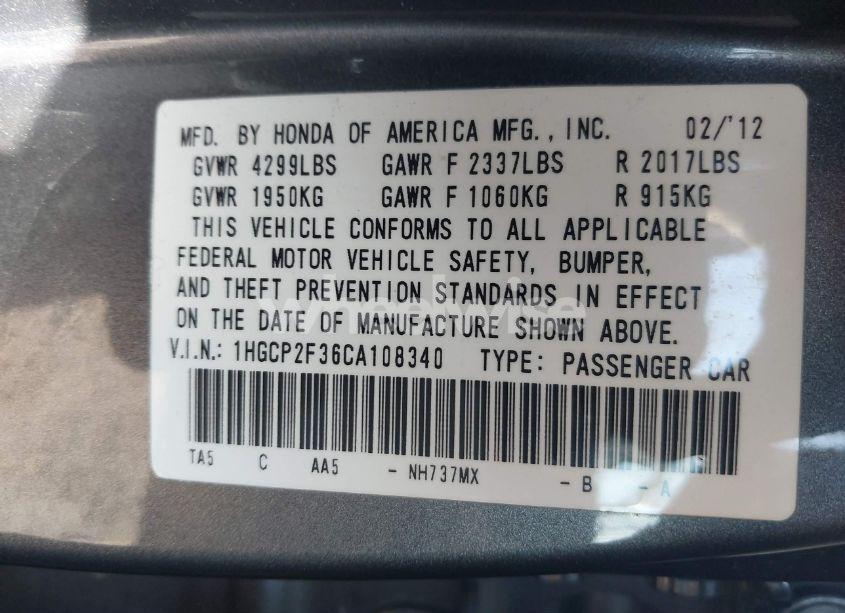 MFD. BY HONDA OF AMERICA MFG., INC. 02/'12
GVWR 4299LBS GAWR F 2337LBS R 2017LBS
GVWR 1950KG GAWR F 1060KG R 915KG
THIS VEHICLE CONFORMS TO ALL APPLICABLE
FEDERAL MOTOR VEHICLE SAFETY, BUMPER,
AND THEFT PREVENTION STANDARDS IN EFFECT
wheelwise
ON THE DATE OF MANUFACTURE SHOWN ABOVE.
V.I.N.: 1HGCP2F36CA108340 TYPE: PASSENGER CAR
TA5 C AA5 - NH737MX - B - A